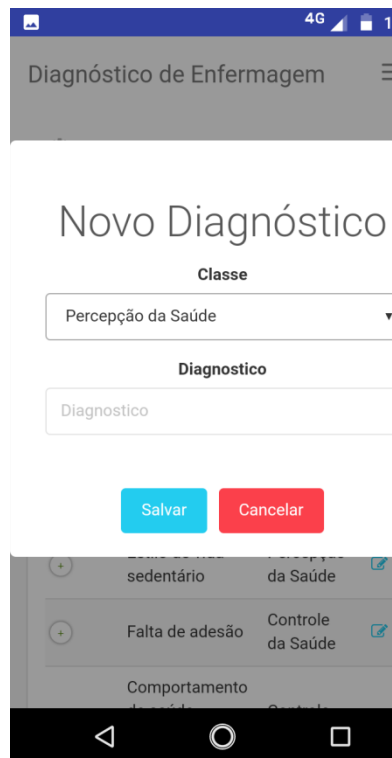 4G 1
Diagnóstico de Enfermagem
Novo Diagnóstico
Classe
Percepção da Saúde
Diagnostico
Diagnostico
Salvar Cancelar
sedentário da Saúde
Falta de adesão Controle
da Saúde
Comportamento